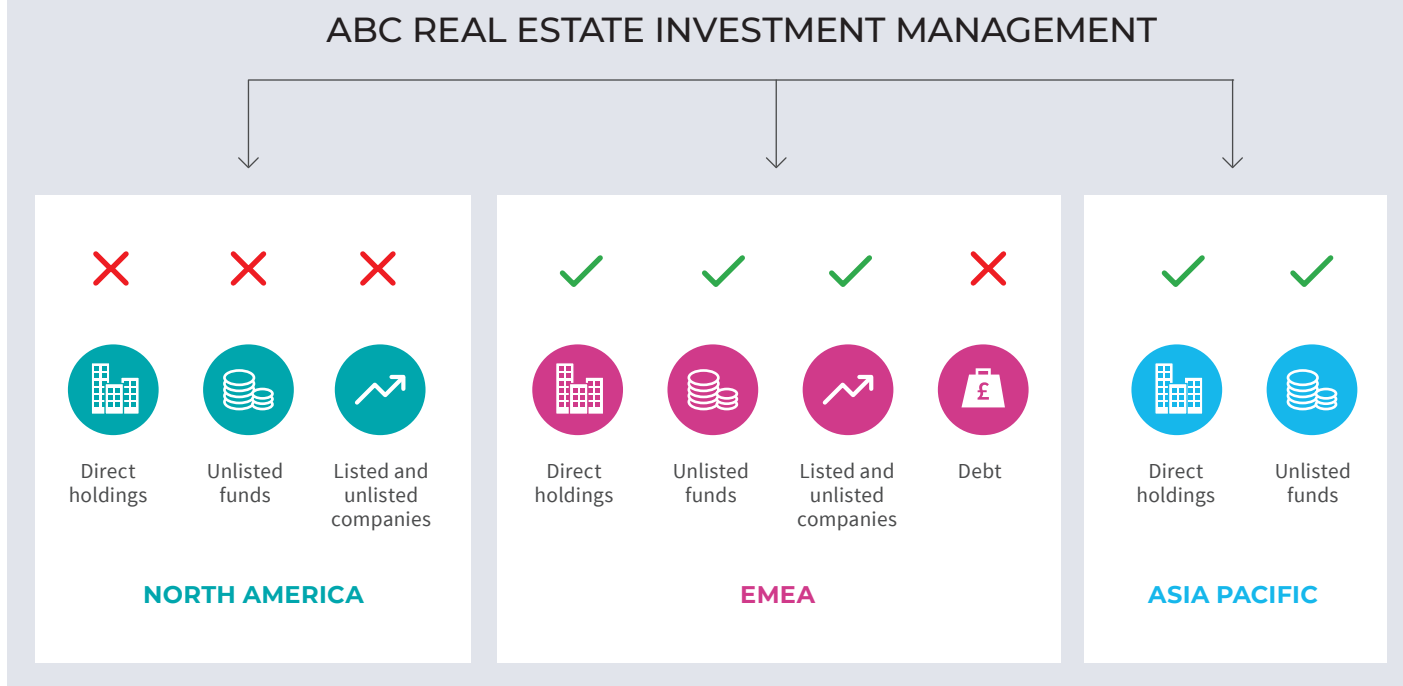 ABC REAL ESTATE INVESTMENT MANAGEMENT
Direct
holdings
Unlisted
funds
Listed and
unlisted
companies
NORTH AMERICA
Direct
holdings
Unlisted
funds
Listed and
unlisted
companies
£
Debt
EMEA
Direct
holdings
Unlisted
funds
ASIA PACIFIC